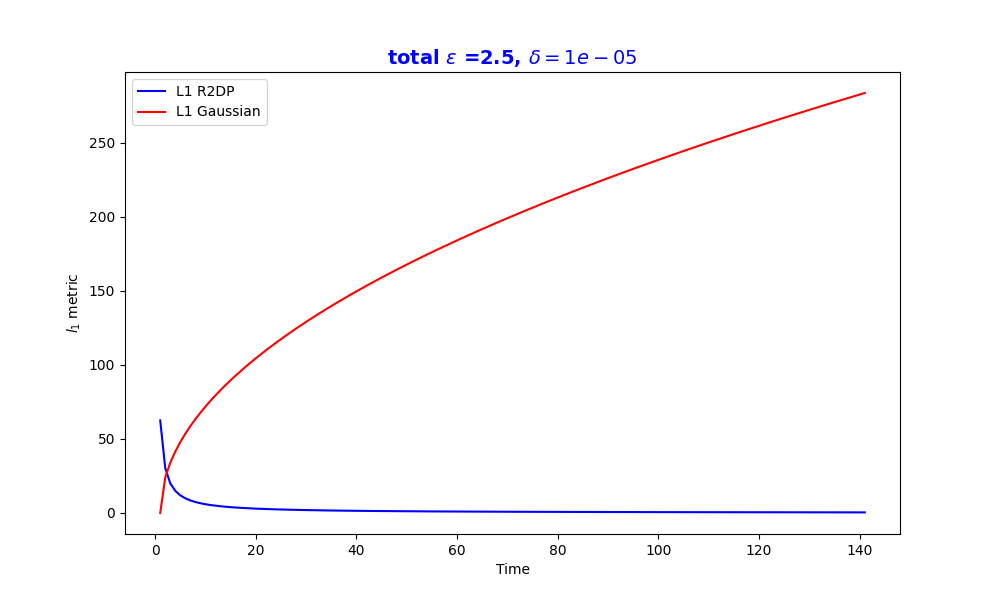 total ε =2.5, δ = 1e − 05
L1 R2DP
L1 Gaussian
250
200
150
100
50
0
l₁ metric
0 20 40 60 80 100 120 140
Time